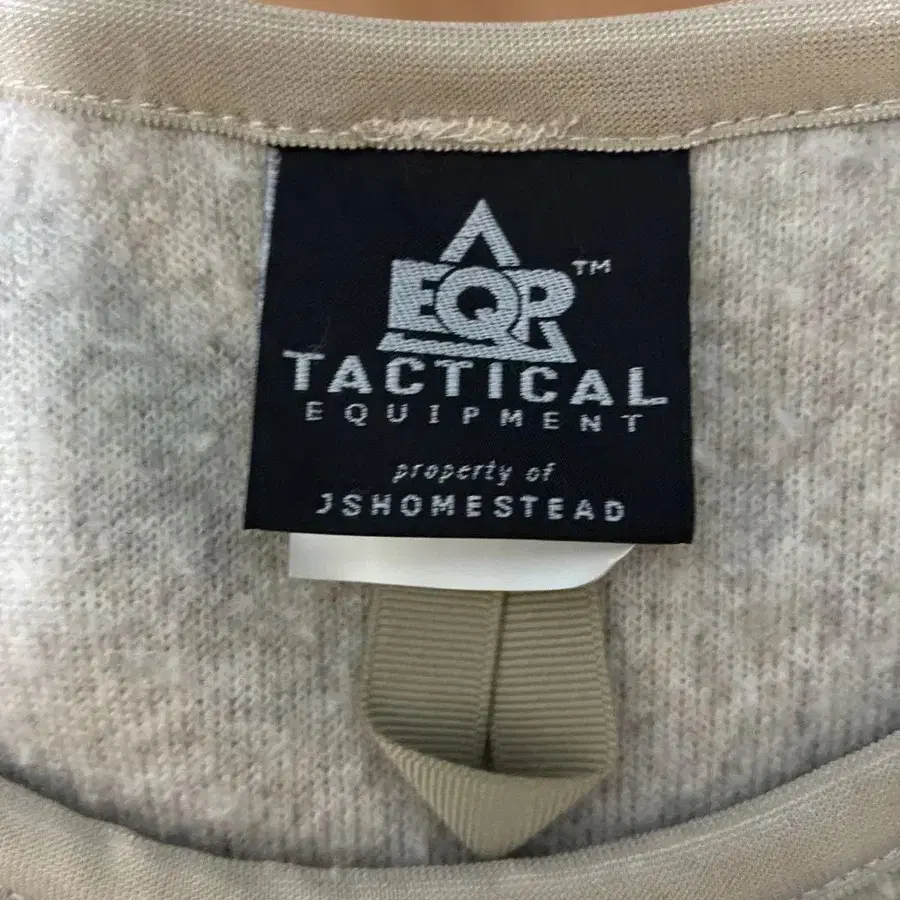 EQP™
TACTICAL
EQUIPMENT
property of
JSHOMESTEAD